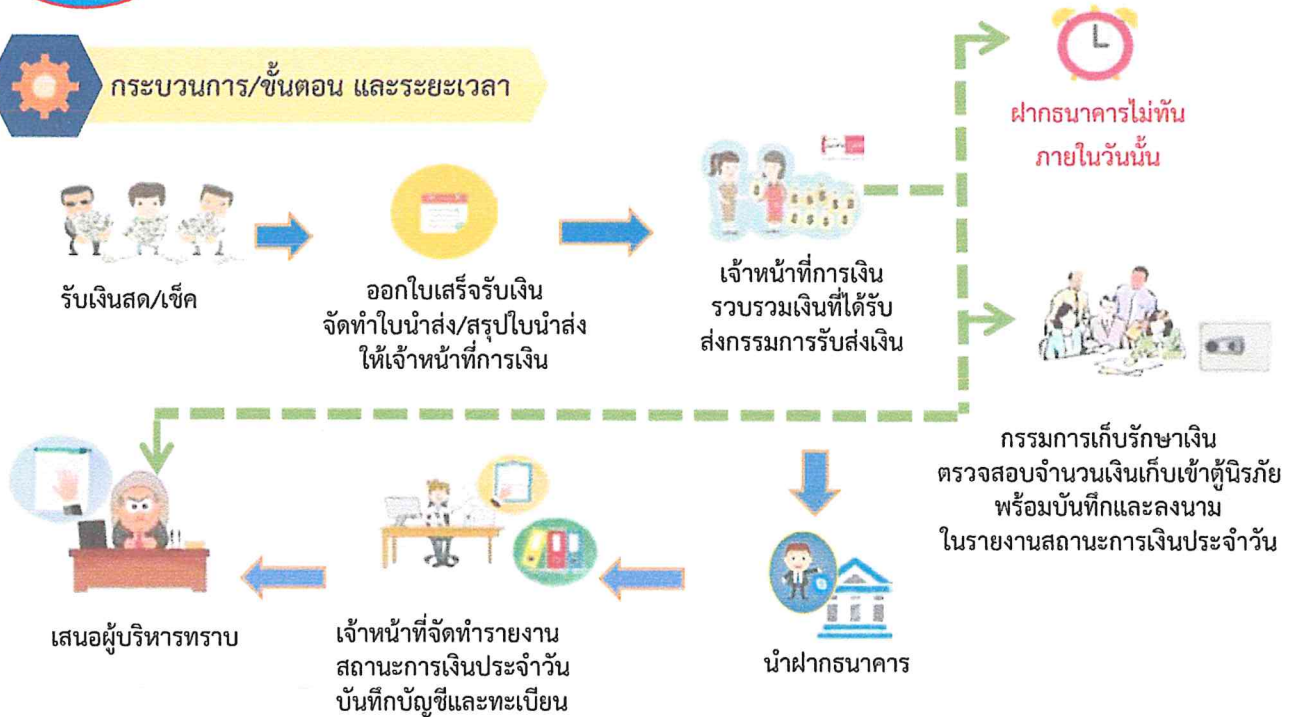 กระบวนการ/ขั้นตอน และระยะเวลา
รับเงินสด/เช็ค
ออกใบเสร็จรับเงิน
จัดทำใบนำส่ง/สรุปใบนำส่ง
ให้เจ้าหน้าที่การเงิน
เจ้าหน้าที่การเงิน
รวบรวมเงินที่ได้รับ
ส่งกรรมการรับส่งเงิน
ฝากธนาคารไม่ทัน
ภายในวันนั้น
กรรมการเก็บรักษาเงิน
ตรวจสอบจำนวนเงินเก็บเข้าตู้นิรภัย
พร้อมบันทึกและลงนาม
ในรายงานสถานะการเงินประจำวัน
นำฝากธนาคาร
เจ้าหน้าที่จัดทำรายงาน
สถานะการเงินประจำวัน
บันทึกบัญชีและทะเบียน
เสนอผู้บริหารทราบ